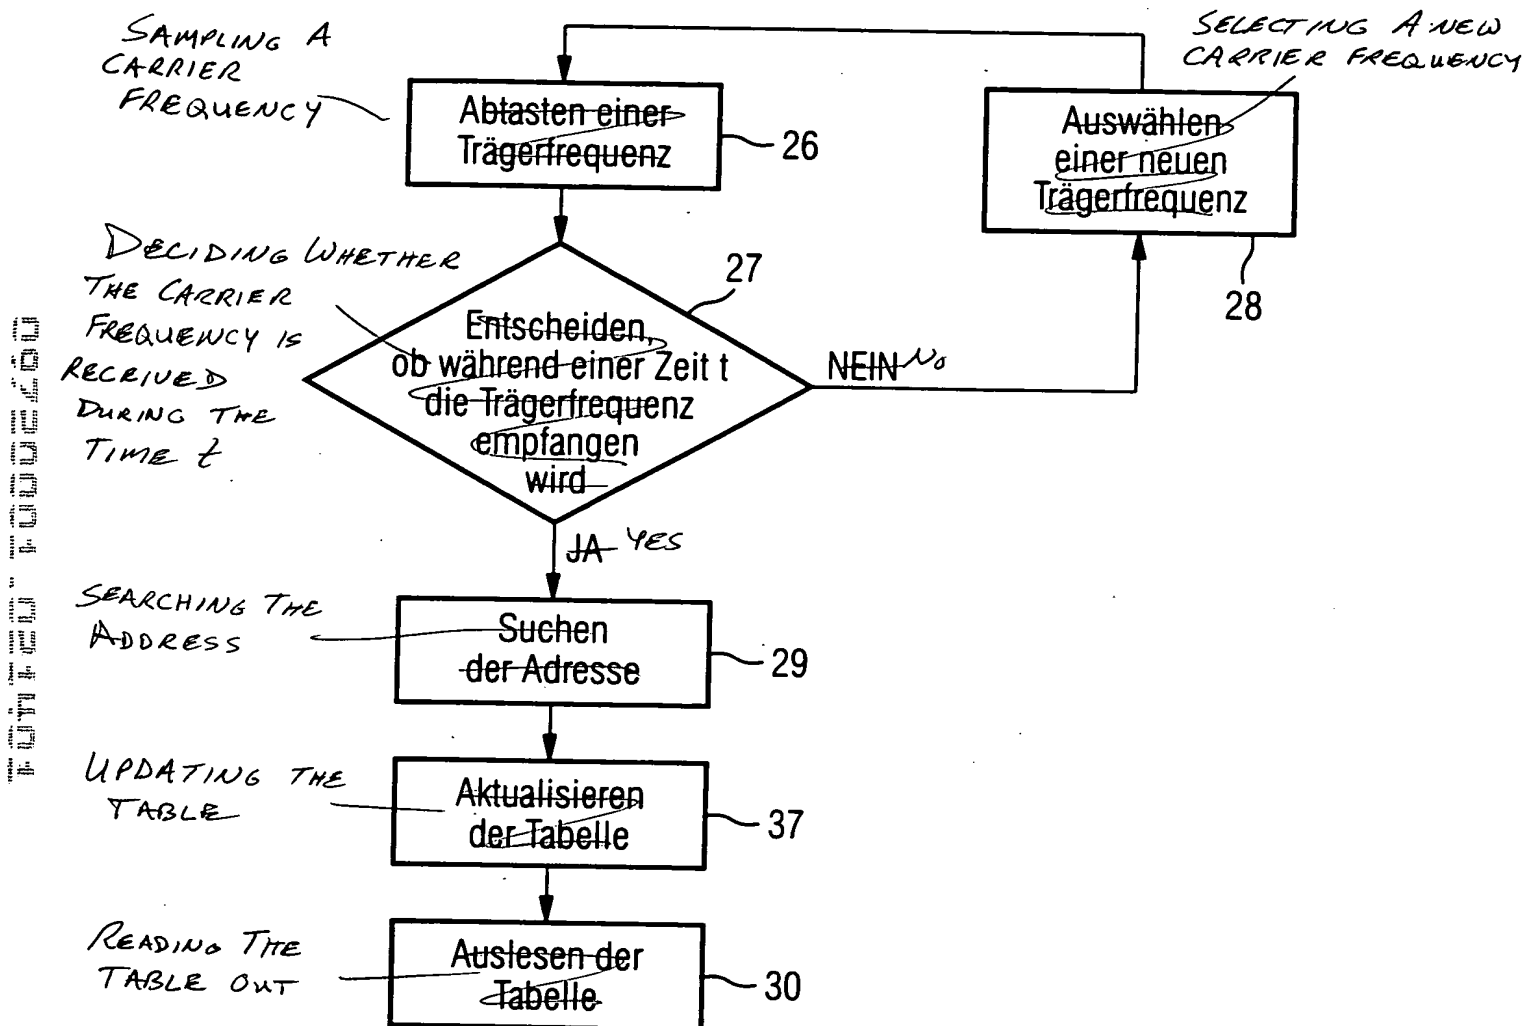 SAMPLING A
CARRIER
FREQUENCY
Abtasten einer
Trägerfrequenz
26
SELECTING A NEW
CARRIER FREQUENCY
Auswählen
einer neuen
Trägerfrequenz
28
DECIDING WHETHER
THE CARRIER
FREQUENCY IS
RECEIVED
DURING THE
TIME t
27
Entscheiden,
ob während einer Zeit t
die Trägerfrequenz
empfangen
wird
NEIN No
JA YES
SEARCHING THE
ADDRESS
Suchen
der Adresse
29
UPDATING THE
TABLE
Aktualisieren
der Tabelle
37
READING THE
TABLE OUT
Auslesen der
Tabelle
30